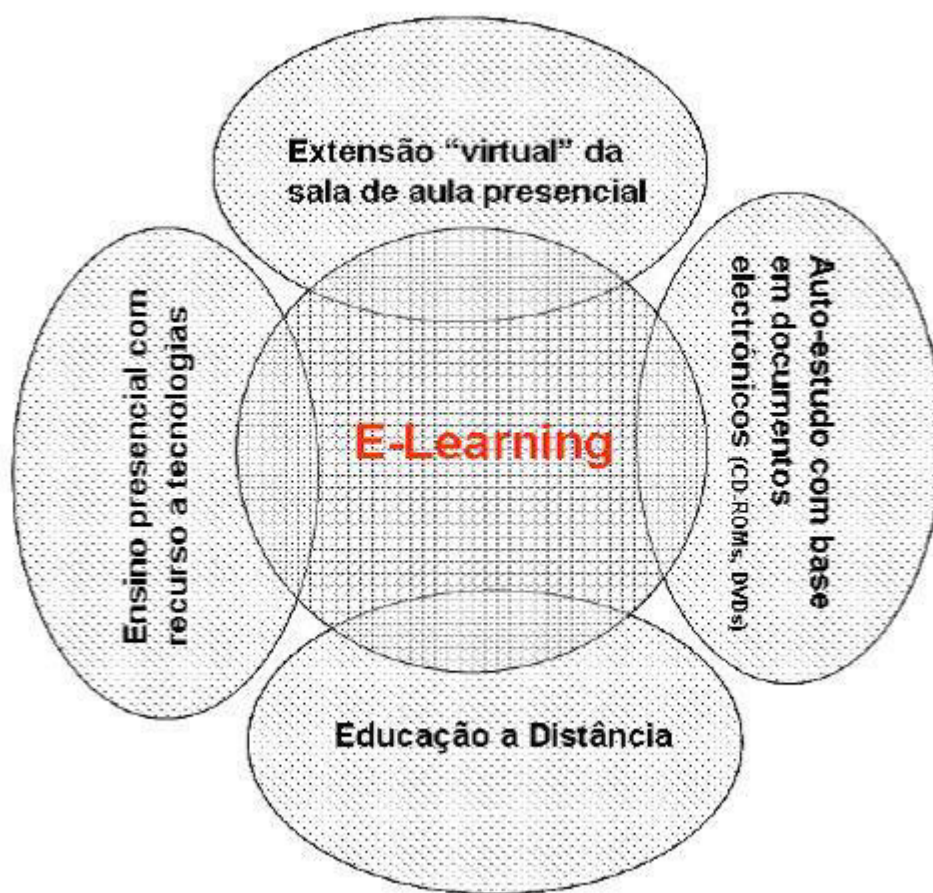 Extensão “virtual” da
sala de aula presencial
Ensino presencial com
recurso a tecnologias
E-Learning
Auto-estudo com base
em documentos
electrónicos (CD-ROMs, DVDs)
Educação a Distância